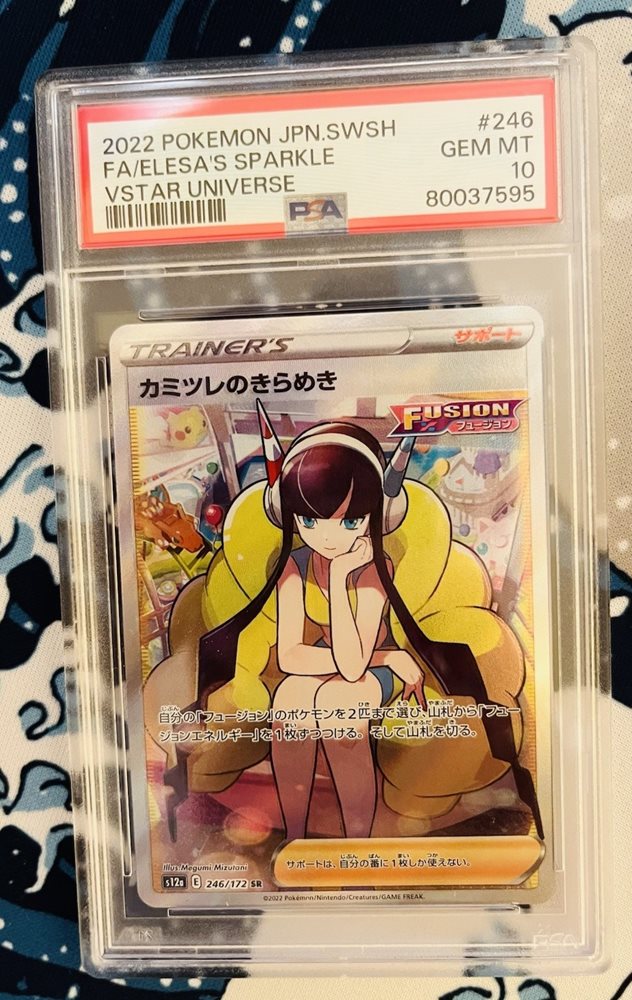 2022 POKEMON JPN.SWSH #246
FA/ELESA'S SPARKLE GEM MT
VSTAR UNIVERSE 10
PSA 80037595
TRAINER'S サポート
カミツレのきらめき
FUSION
フュージョン
自分の「フュージョン」のポケモンを2匹まで選び、山札から「フュー
ジョンエネルギー」を1枚ずつつける。そして山札を切る。
Illus. Megumi Mizutani
サポートは、自分の番に1枚しか使えない。
s12a E 246/172 SR
©2022 Pokémon/Nintendo/Creatures/GAME FREAK.
PSA